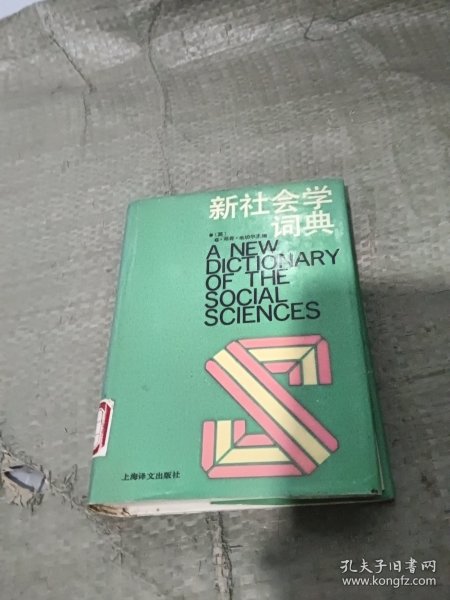 新社会学
词典
A NEW
DICTIONARY
OF THE
SOCIAL
SCIENCES
上海译文出版社
孔夫子旧书网
www.kongfz.com